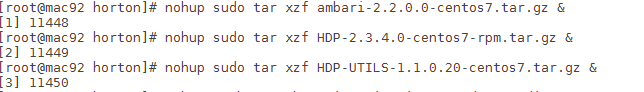 [root@mac92 horton]# nohup sudo tar xzf ambari-2.2.0.0-centos7.tar.gz &
[1] 11448
[root@mac92 horton]# nohup sudo tar xzf HDP-2.3.4.0-centos7-rpm.tar.gz &
[2] 11449
[root@mac92 horton]# nohup sudo tar xzf HDP-UTILS-1.1.0.20-centos7.tar.gz &
[3] 11450